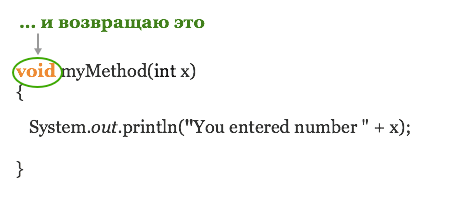 ... и возвращаю это
void myMethod(int x)
{
System.out.println("You entered number " + x);
}